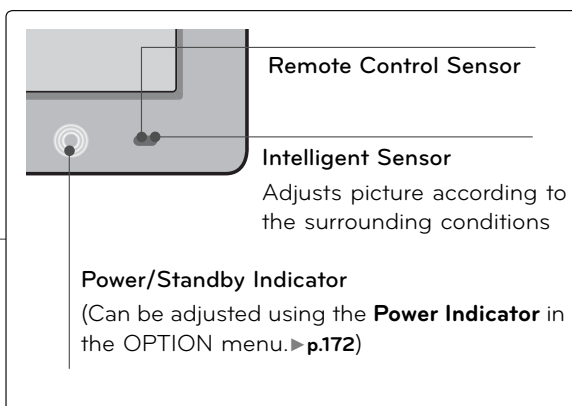 Remote Control Sensor
Intelligent Sensor
Adjusts picture according to
the surrounding conditions
Power/Standby Indicator
(Can be adjusted using the Power Indicator in
the OPTION menu.►p.172)